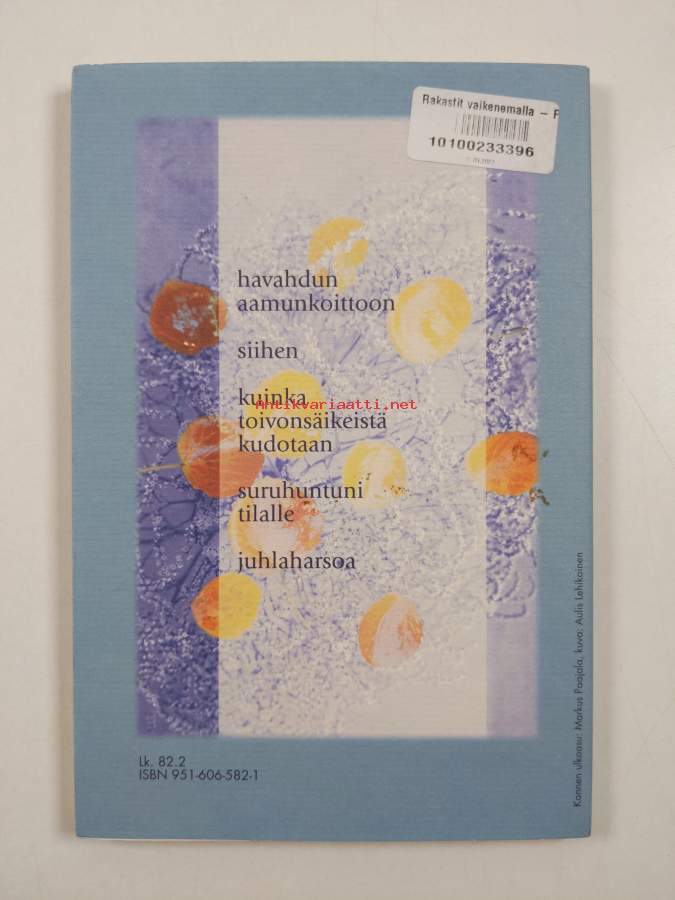 Rakastit vaikenemalla –
10100233396
havahdun
aamunkoittoon
siihen
kuinka
Antikvariaatti.net
toivonsäikeistä
kudotaan
suruhuntuni
tilalle
juhlaharsoa
Lk. 82.2
ISBN 951-606-582-1
Kannen ulkoasu: Markus Paajala, kuva: Aulis Lehikoinen